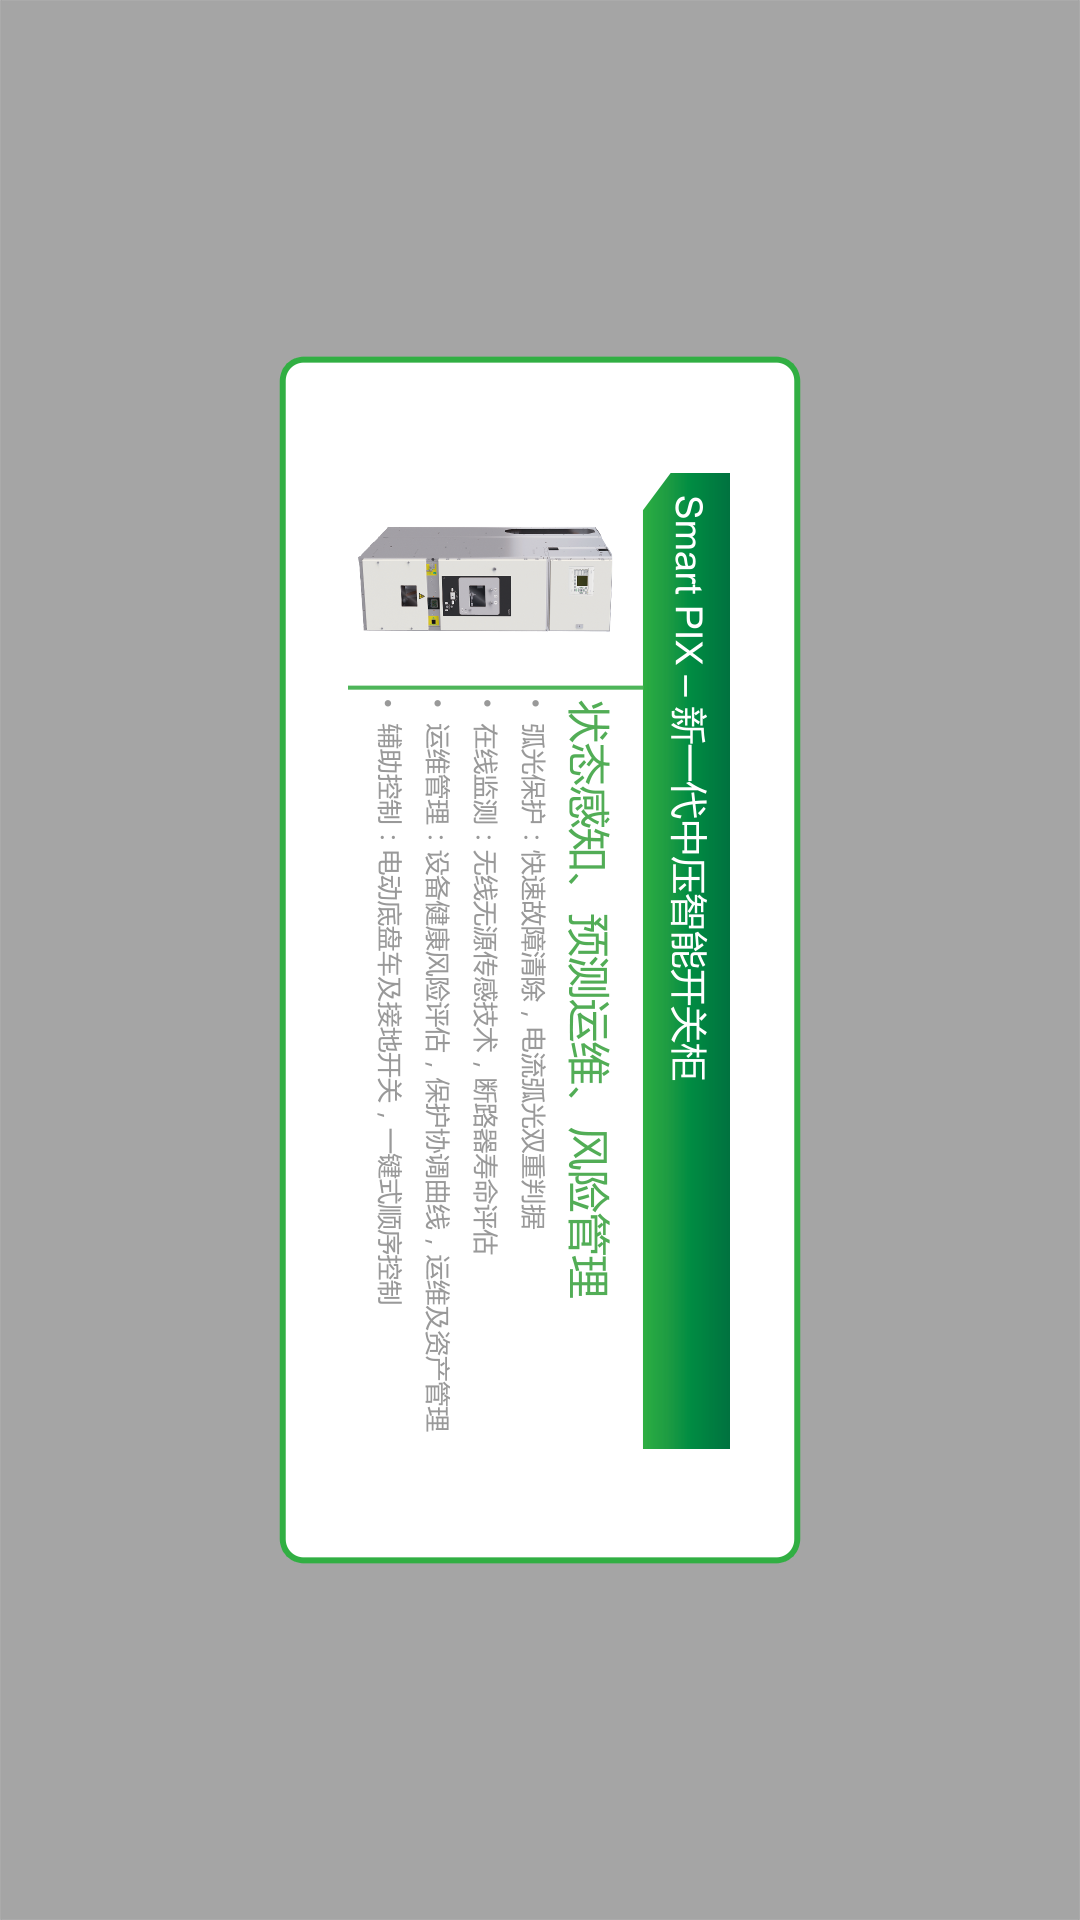 Smart PIX – 新一代中压智能开关柜
状态感知、预测运维、风险管理
• 弧光保护：快速故障清除，电流弧光双重判据
• 在线监测：无线无源传感技术，断路器寿命评估
• 运维管理：设备健康风险评估，保护协调曲线，运维及资产管理
• 辅助控制：电动底盘车及接地开关，一键式顺序控制